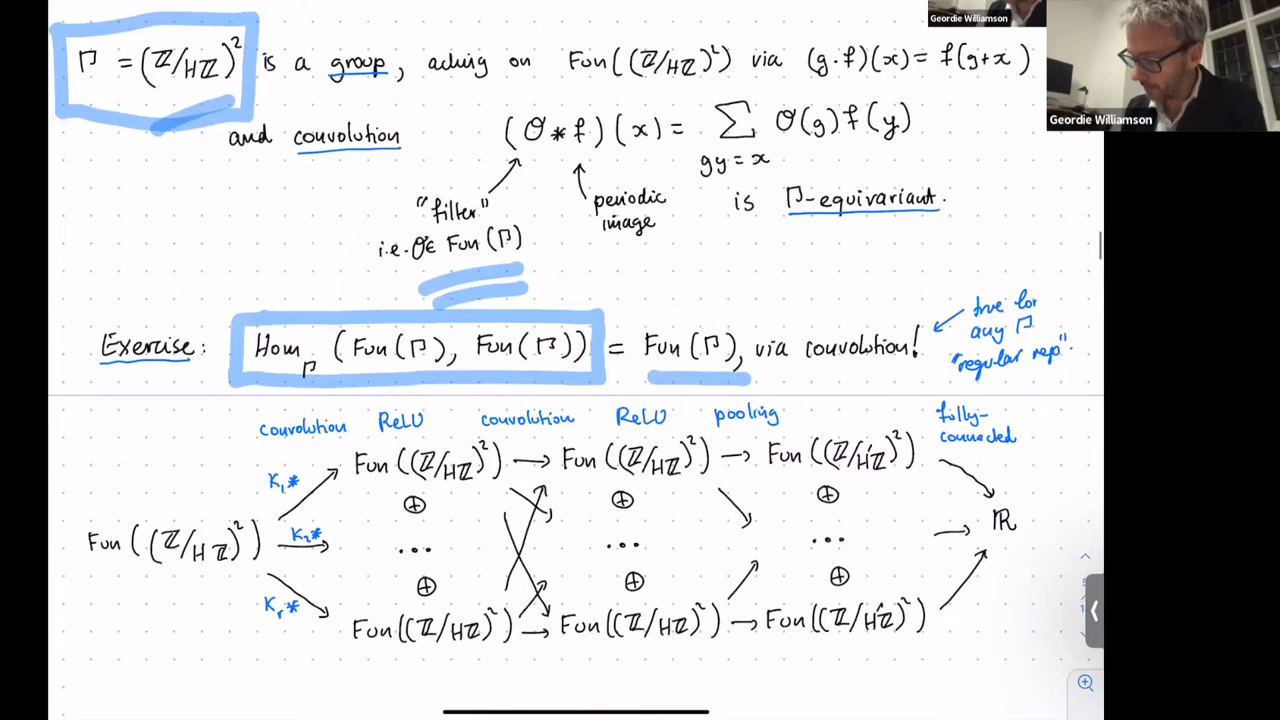 Geordie Williamson
Geordie Williamson
Γ = (ℤ/Hℤ)² is a group, acting on Fun((ℤ/Hℤ)²) via (g·f)(x) = f(g+x)
and convolution (θ * f)(x) = ∑ θ(g) f(y)
gy = x
"filter"
i.e. θ ∈ Fun(Γ)
periodic
image
is Γ-equivariant.
Exercise: Hom_Γ (Fun(Γ), Fun(Γ)) = Fun(Γ), via convolution!
true for
any Γ
"regular rep".
convolution ReLU convolution ReLU pooling fully-
connected
Fun((ℤ/Hℤ)²) → Fun((ℤ/Hℤ)²) → Fun((ℤ/H'ℤ)²)
K₁*
⊕ ⊕ ⊕
Fun((ℤ/Hℤ)²) K₂* ... ... ... ℝ
⊕ ⊕ ⊕
Kᵣ*
Fun((ℤ/Hℤ)²) → Fun((ℤ/Hℤ)²) → Fun((ℤ/H'ℤ)²)